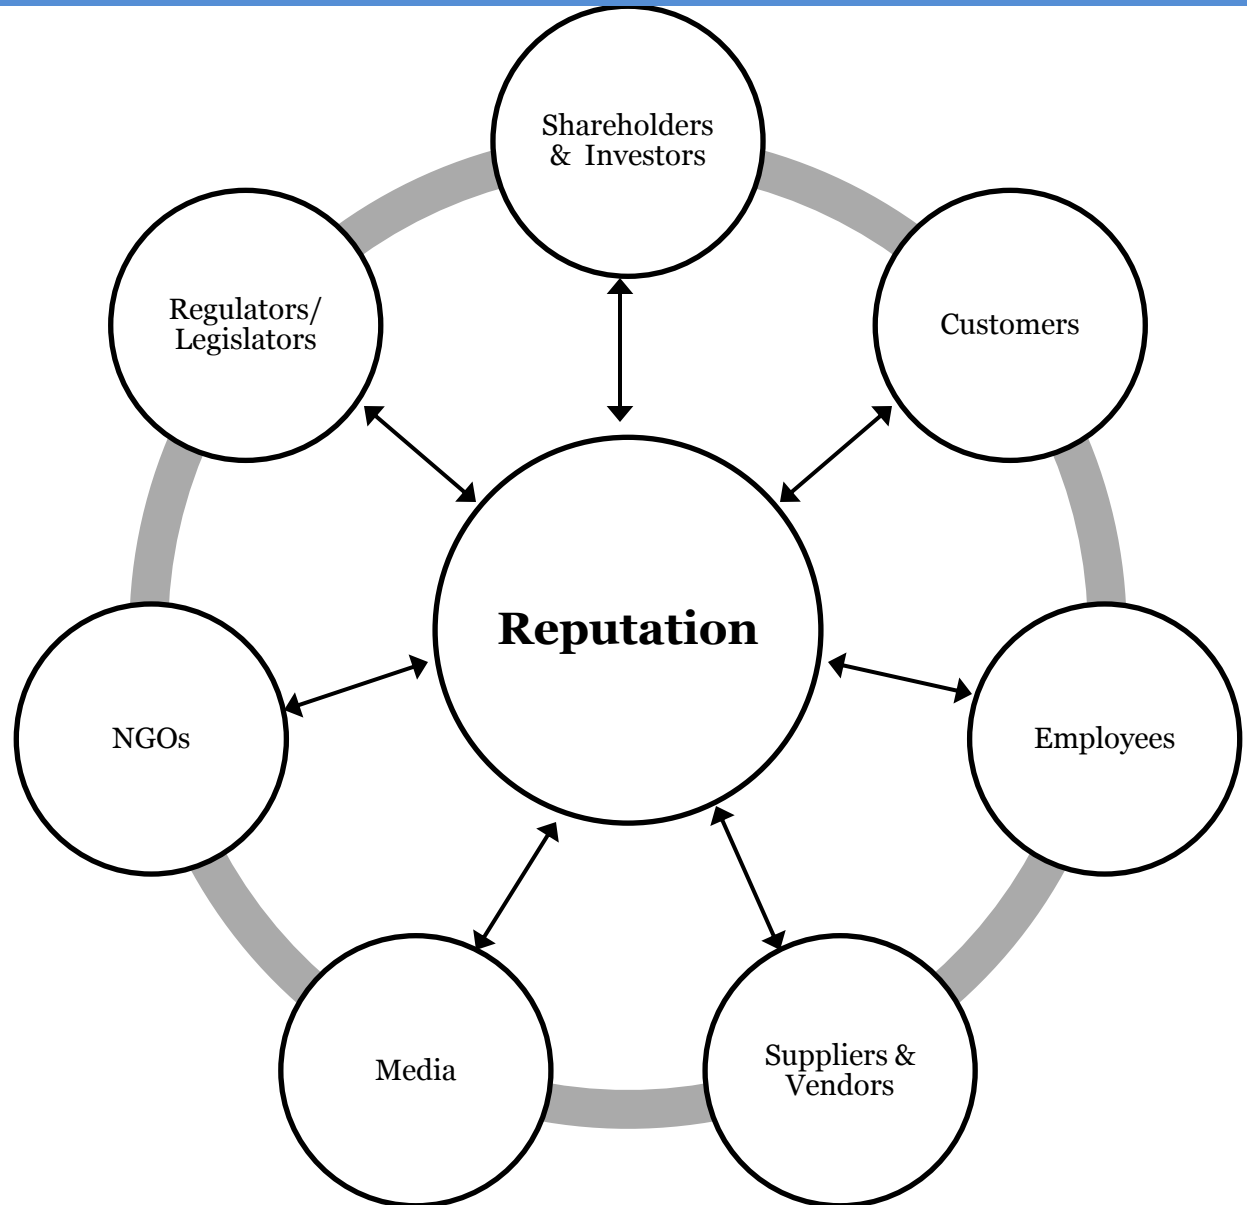 Shareholders
& Investors
Regulators/
Legislators
Customers
Reputation
NGOs
Employees
Media
Suppliers &
Vendors